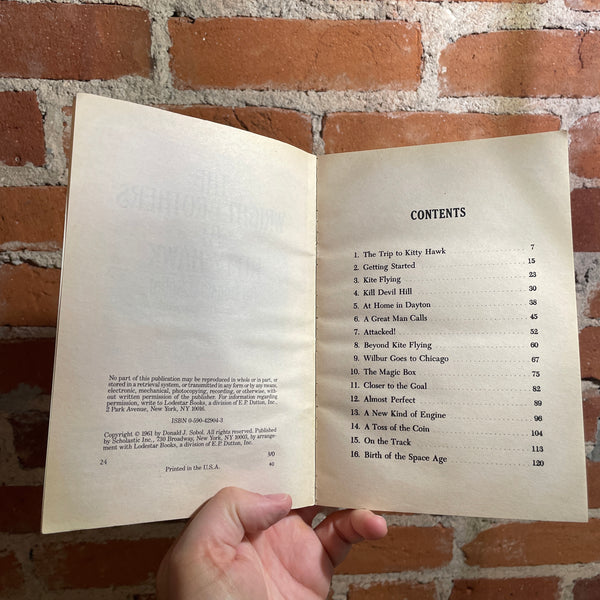 No part of this publication may be reproduced in whole or in part, or
stored in a retrieval system, or transmitted in any form or by any means,
electronic, mechanical, photocopying, recording, or otherwise, with-
out written permission of the publisher. For information regarding
permission, write to Lodestar Books, a division of E.P. Dutton, Inc.,
2 Park Avenue, New York, NY 10016.
ISBN 0-590-42904-3
Copyright © 1961 by Donald J. Sobol. All rights reserved. Published
by Scholastic Inc., 730 Broadway, New York, NY 10003, by arrange-
ment with Lodestar Books, a division of E.P. Dutton, Inc.
24
Printed in the U.S.A.
40
CONTENTS
1. The Trip to Kitty Hawk 7
2. Getting Started 15
3. Kite Flying 23
4. Kill Devil Hill 30
5. At Home in Dayton 38
6. A Great Man Calls 45
7. Attacked! 52
8. Beyond Kite Flying 60
9. Wilbur Goes to Chicago 67
10. The Magic Box 75
11. Closer to the Goal 82
12. Almost Perfect 89
13. A New Kind of Engine 96
14. A Toss of the Coin 104
15. On the Track 113
16. Birth of the Space Age 120